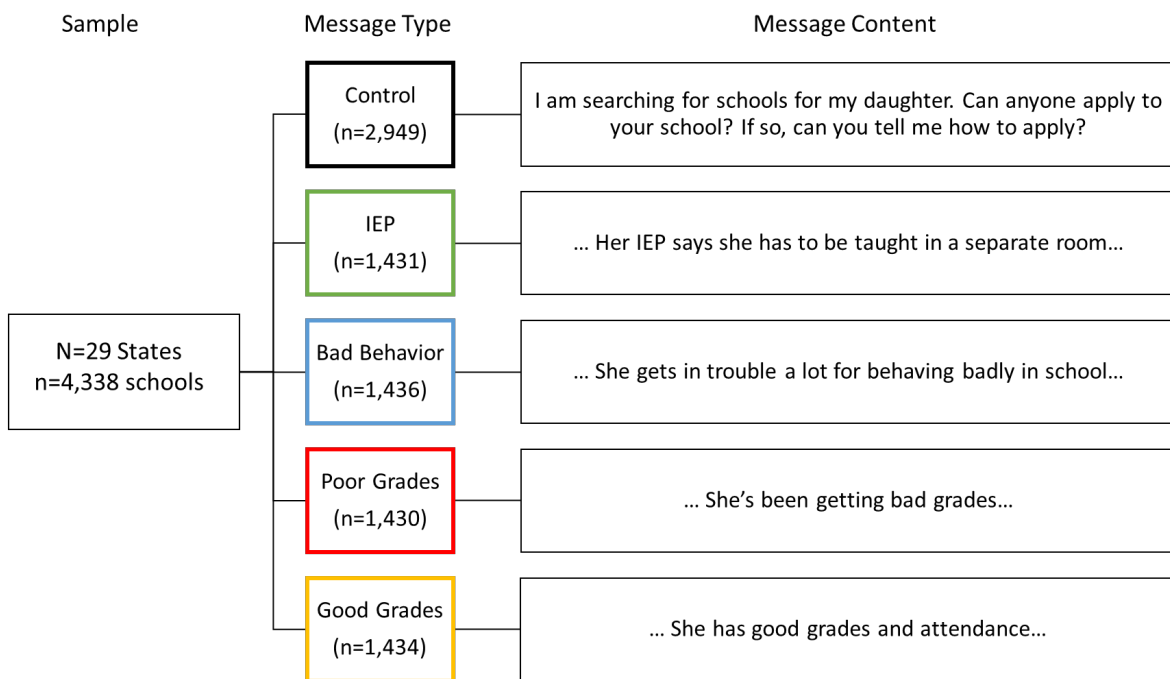 Sample
Message Type
Message Content
Control
(n=2,949)
I am searching for schools for my daughter. Can anyone apply to
your school? If so, can you tell me how to apply?
IEP
(n=1,431)
... Her IEP says she has to be taught in a separate room...
N=29 States
n=4,338 schools
Bad Behavior
(n=1,436)
... She gets in trouble a lot for behaving badly in school...
Poor Grades
(n=1,430)
... She’s been getting bad grades...
Good Grades
(n=1,434)
... She has good grades and attendance...